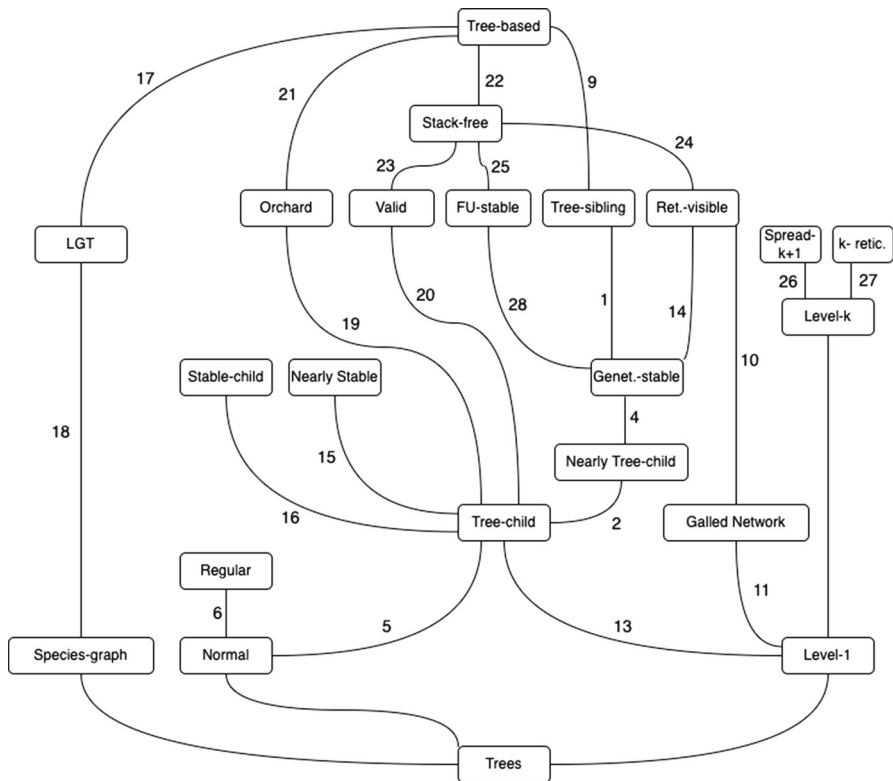 Tree-based
17
21
22
9
Stack-free
24
23
25
Orchard
Valid
FU-stable
Tree-sibling
Ret.-visible
LGT
Spread-
k+1
k- retic.
26
27
20
28
1
14
Level-k
19
10
Stable-child
Nearly Stable
Genet.-stable
4
18
15
Nearly Tree-child
16
Tree-child
2
Galled Network
Regular
6
5
13
11
Species-graph
Normal
Level-1
Trees